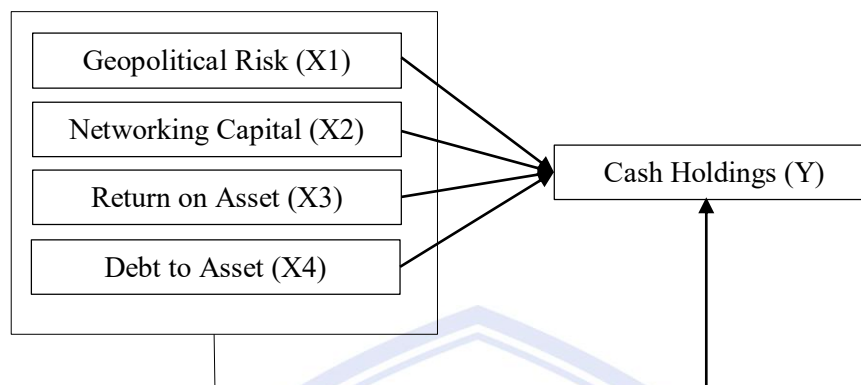 Geopolitical Risk (X1)
Networking Capital (X2)
Return on Asset (X3)
Debt to Asset (X4)
Cash Holdings (Y)